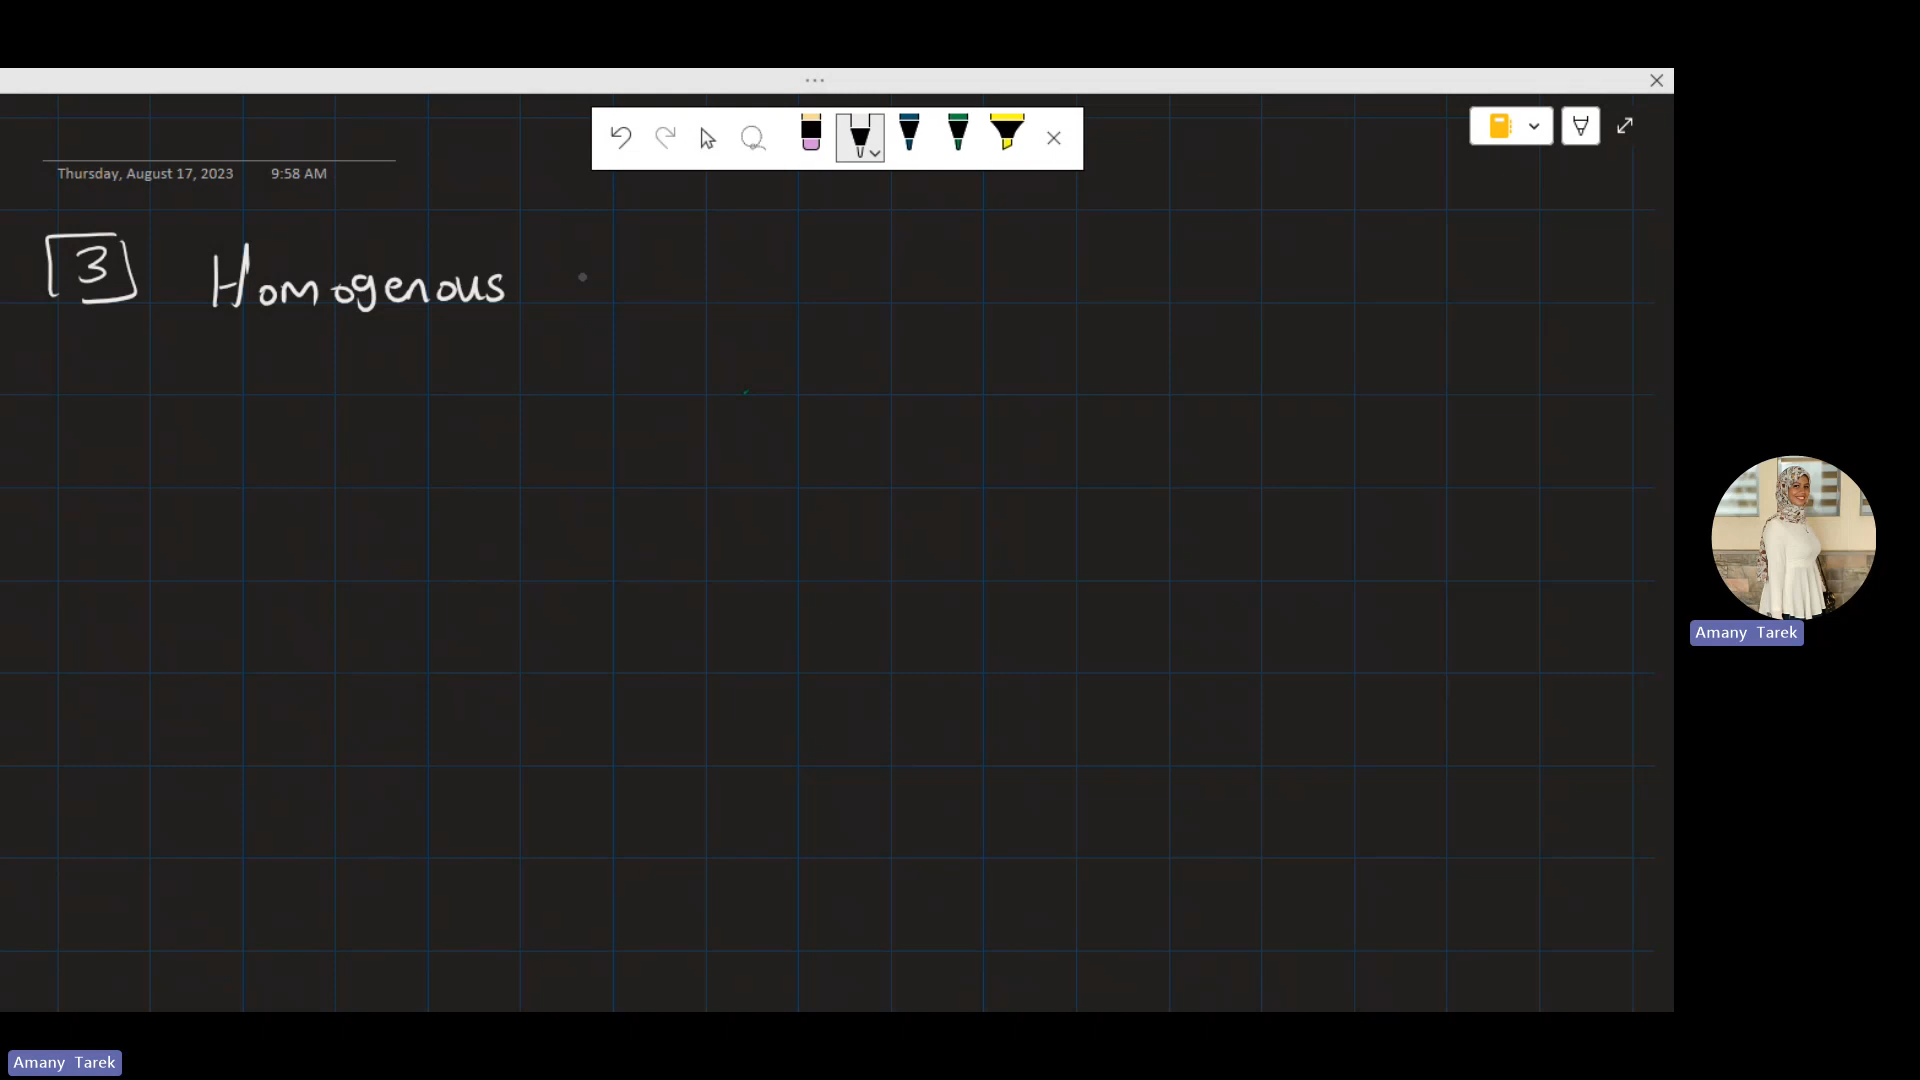 Thursday, August 17, 2023 9:58 AM
3 Homogenous
Amany Tarek
Amany Tarek